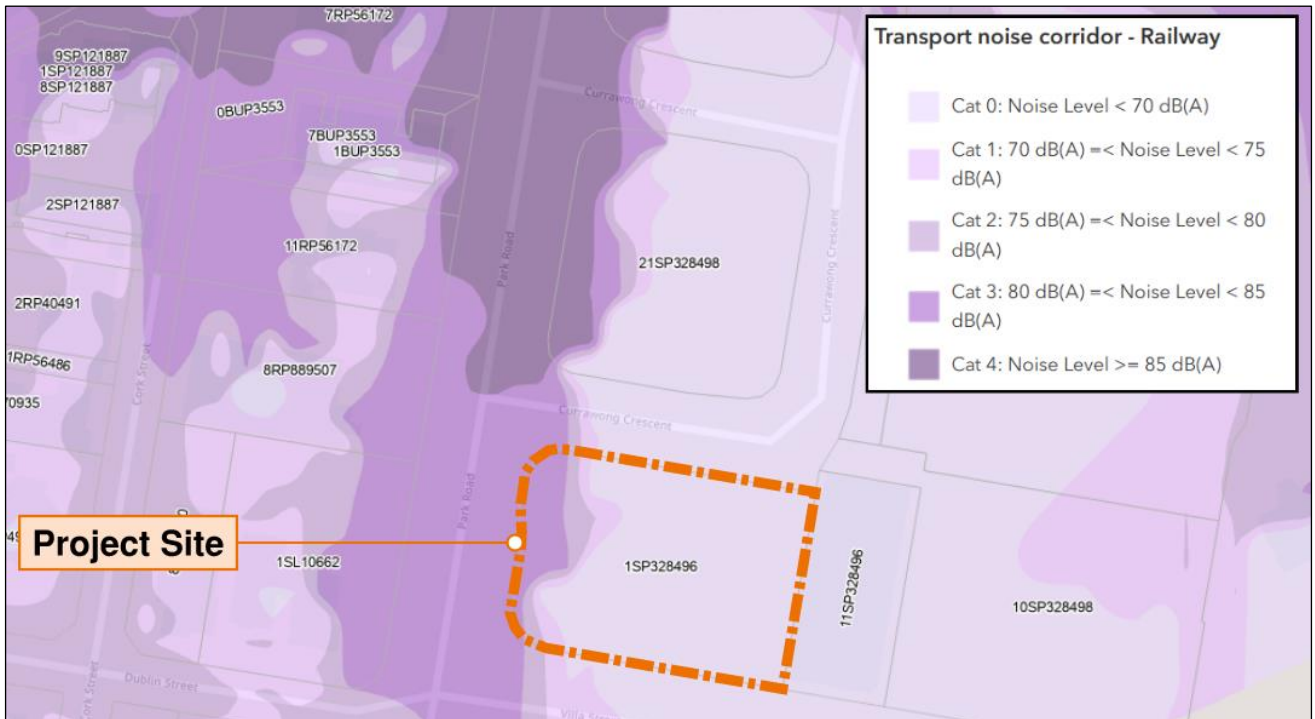 7RP56172
9SP121887
1SP121887
8SP121887
0BUP3553
7BUP3553
1BUP3553
0SP121887
2SP121887
11RP56172
2RP40491
1RP56486
70935
8RP889507
Cork Street
Park Road
Currawong Crescent
21SP328498
Currawong Crescent
Currawong Crescent
Park Road
Project Site
1SL10662
1SP328496
11SP328496
10SP328498
Dublin Street
Cork Street
Transport noise corridor - Railway
Cat 0: Noise Level < 70 dB(A)
Cat 1: 70 dB(A) =< Noise Level < 75
dB(A)
Cat 2: 75 dB(A) =< Noise Level < 80
dB(A)
Cat 3: 80 dB(A) =< Noise Level < 85
dB(A)
Cat 4: Noise Level >= 85 dB(A)